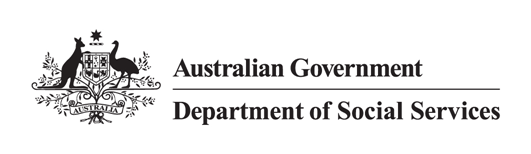 Australian Government
Department of Social Services
AUSTRALIA